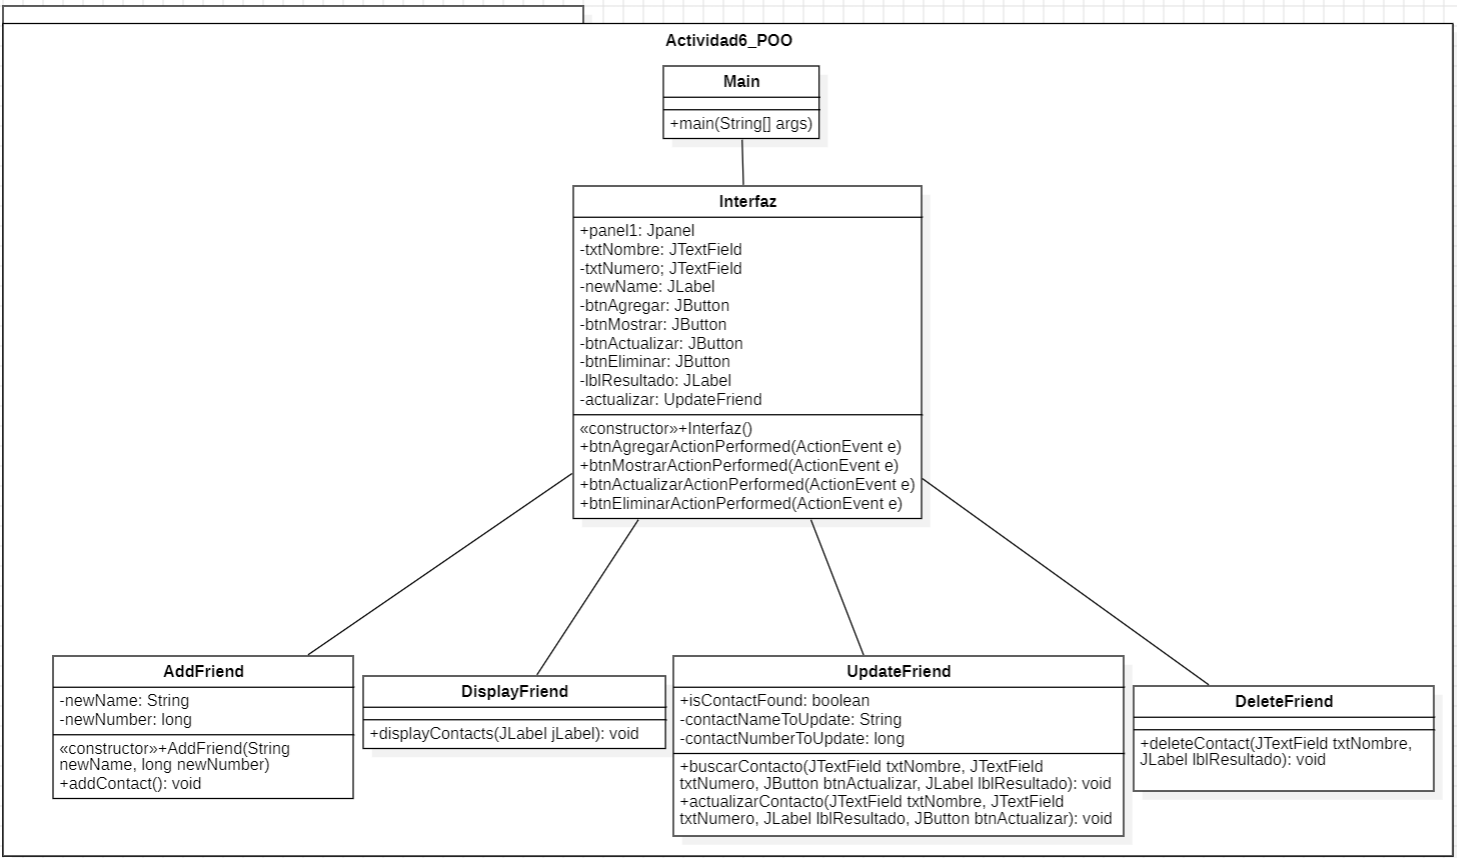 Actividad6_POO
Main
+main(String[] args)
Interfaz
+panel1: Jpanel
-txtNombre: JTextField
-txtNumero; JTextField
-newName: JLabel
-btnAgregar: JButton
-btnMostrar: JButton
-btnActualizar: JButton
-btnEliminar: JButton
-lblResultado: JLabel
-actualizar: UpdateFriend
«constructor»+Interfaz()
+btnAgregarActionPerformed(ActionEvent e)
+btnMostrarActionPerformed(ActionEvent e)
+btnActualizarActionPerformed(ActionEvent e)
+btnEliminarActionPerformed(ActionEvent e)
AddFriend
-newName: String
-newNumber: long
«constructor»+AddFriend(String
newName, long newNumber)
+addContact(): void
DisplayFriend
+displayContacts(JLabel jLabel): void
UpdateFriend
+isContactFound: boolean
-contactNameToUpdate: String
-contactNumberToUpdate: long
+buscarContacto(JTextField txtNombre, JTextField
txtNumero, JButton btnActualizar, JLabel lblResultado): void
+actualizarContacto(JTextField txtNombre, JTextField
txtNumero, JLabel lblResultado, JButton btnActualizar): void
DeleteFriend
+deleteContact(JTextField txtNombre,
JLabel lblResultado): void